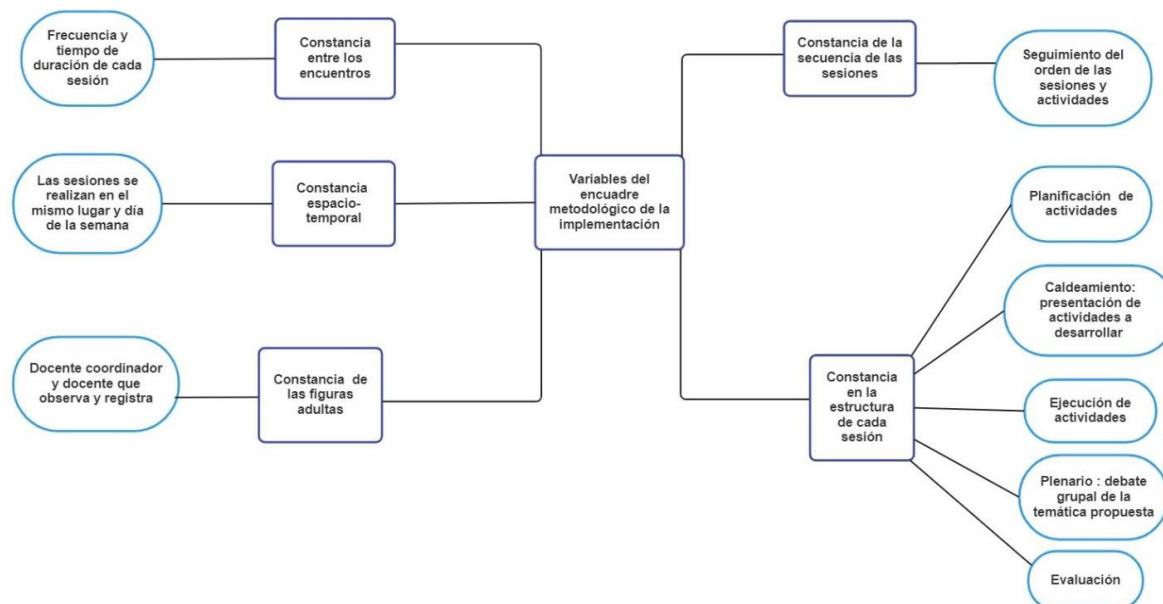 Frecuencia y
tiempo de
duración de cada
sesión
Constancia
entre los
encuentros
Las sesiones se
realizan en el
mismo lugar y día
de la semana
Constancia
espacio-
temporal
Docente coordinador
y docente que
observa y registra
Constancia de
las figuras
adultas
Variables del
encuadre
metodológico de la
implementación
Constancia de la
secuencia de las
sesiones
Seguimiento del
orden de las
sesiones y
actividades
Constancia
en la
estructura
de cada
sesión
Planificación de
actividades
Caldeamiento:
presentación de
actividades a
desarrollar
Ejecución de
actividades
Plenario : debate
grupal de la
temática propuesta
Evaluación